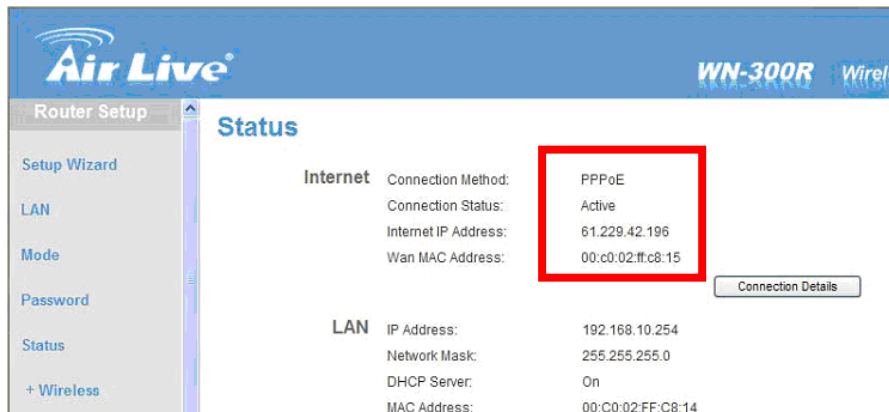 Air Live®
WN-300R
Router Setup
Status
Setup Wizard
Internet Connection Method: PPPoE
Connection Status: Active
LAN
Internet IP Address: 61.229.42.196
Mode
Wan MAC Address: 00:c0:02:ff:c8:15
Connection Details
Password
LAN IP Address: 192.168.10.254
Status
Network Mask: 255.255.255.0
DHCP Server: On
+ Wireless
MAC Address: 00:C0:02:FF:C8:14